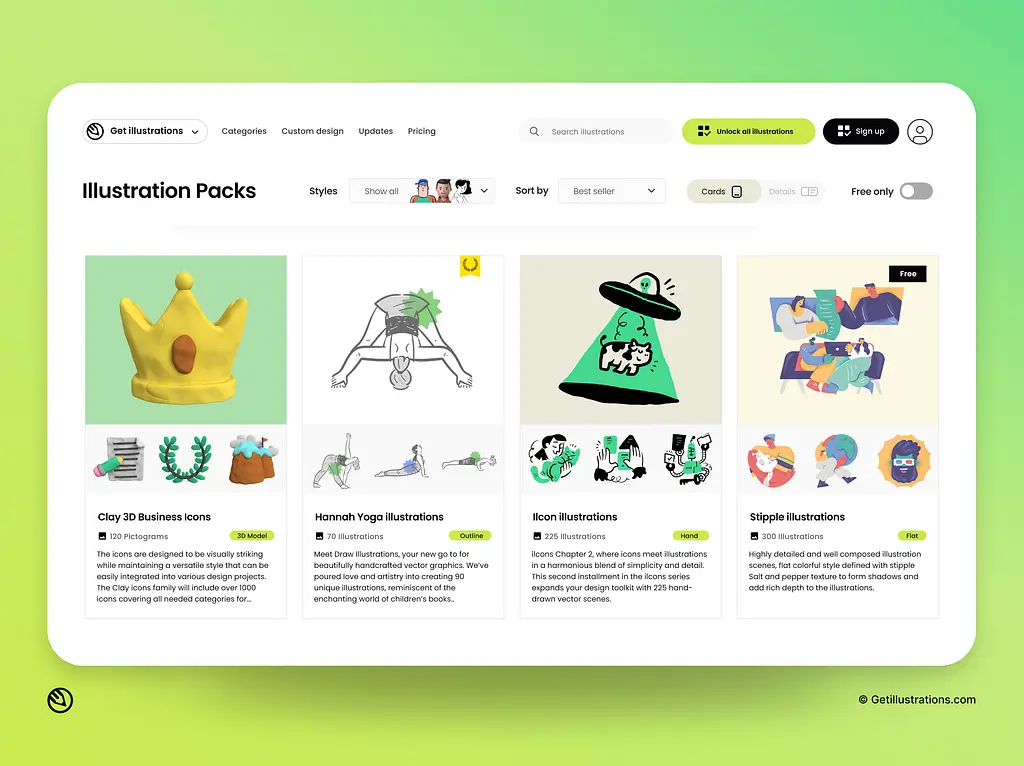 Get illustrations
Categories
Custom design
Updates
Pricing
Search illustrations
Unlock all illustrations
Sign up
Illustration Packs
Styles
Show all
Sort by
Best seller
Cards
Details
Free only
Free
Clay 3D Business Icons
120 Pictograms
3D Model
The icons are designed to be visually striking
while maintaining a versatile style that can be
easily integrated into various design projects.
The Clay icons family will include over 1000
icons covering all needed categories for...
Hannah Yoga illustrations
70 Illustrations
Outline
Meet Draw Illustrations, your new go to for
beautifully handcrafted vector graphics. We've
poured love and artistry into creating 90
unique illustrations, reminiscent of the
enchanting world of children's books..
Ilcon illustrations
225 Illustrations
Hand
ilcons Chapter 2, where icons meet illustrations
in a harmonious blend of simplicity and detail.
This second installment in the ilcons series
expands your design toolkit with 225 hand-
drawn vector scenes.
Stipple illustrations
300 Illustrations
Flat
Highly detailed and well composed illustration
scenes, flat colorful style defined with stipple
Salt and pepper texture to form shadows and
add rich depth to the illustrations.
© Getillustrations.com